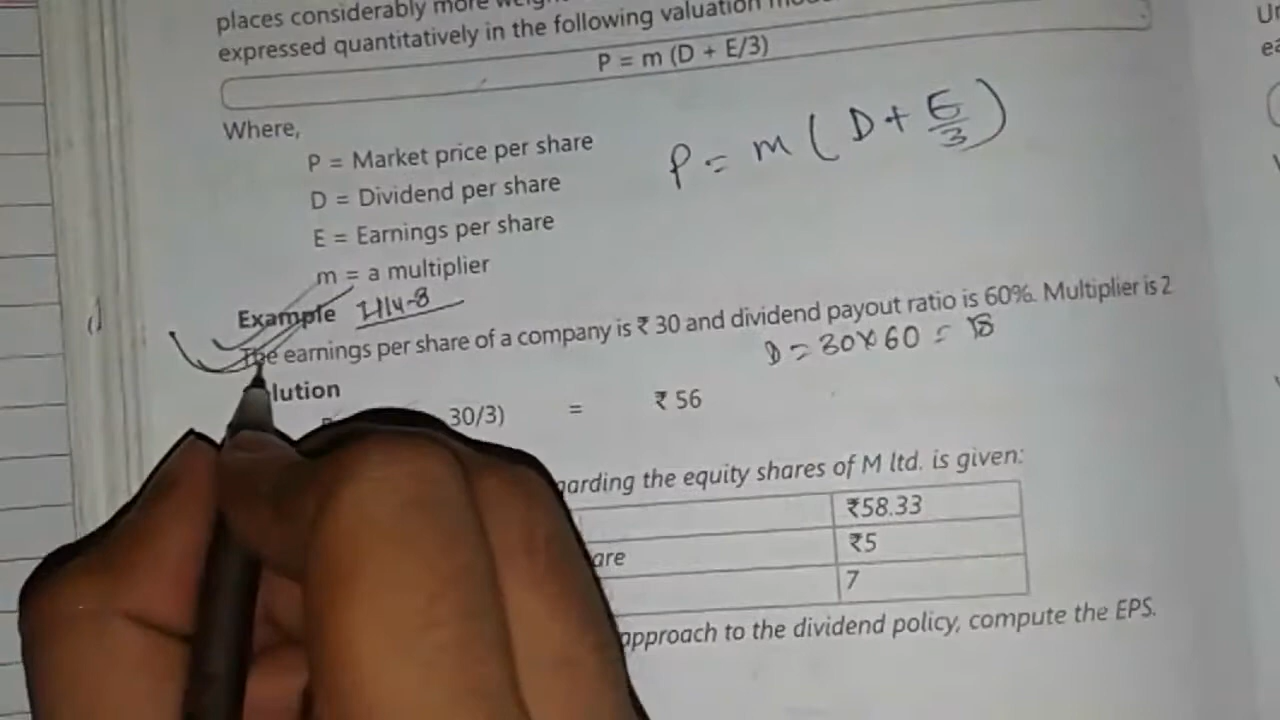 places considerably more
expressed quantitatively in the following valuation
P = m (D + E/3)
Where,
P = Market price per share
P = m ( D + E/3 )
D = Dividend per share
E = Earnings per share
m = a multiplier
Example
The earnings per share of a company is ₹ 30 and dividend payout ratio is 60%. Multiplier is 2
D = 30 × 60 = 18
lution
30/3) = ₹ 56
garding the equity shares of M ltd. is given:
₹58.33
are ₹5
7
approach to the dividend policy, compute the EPS.